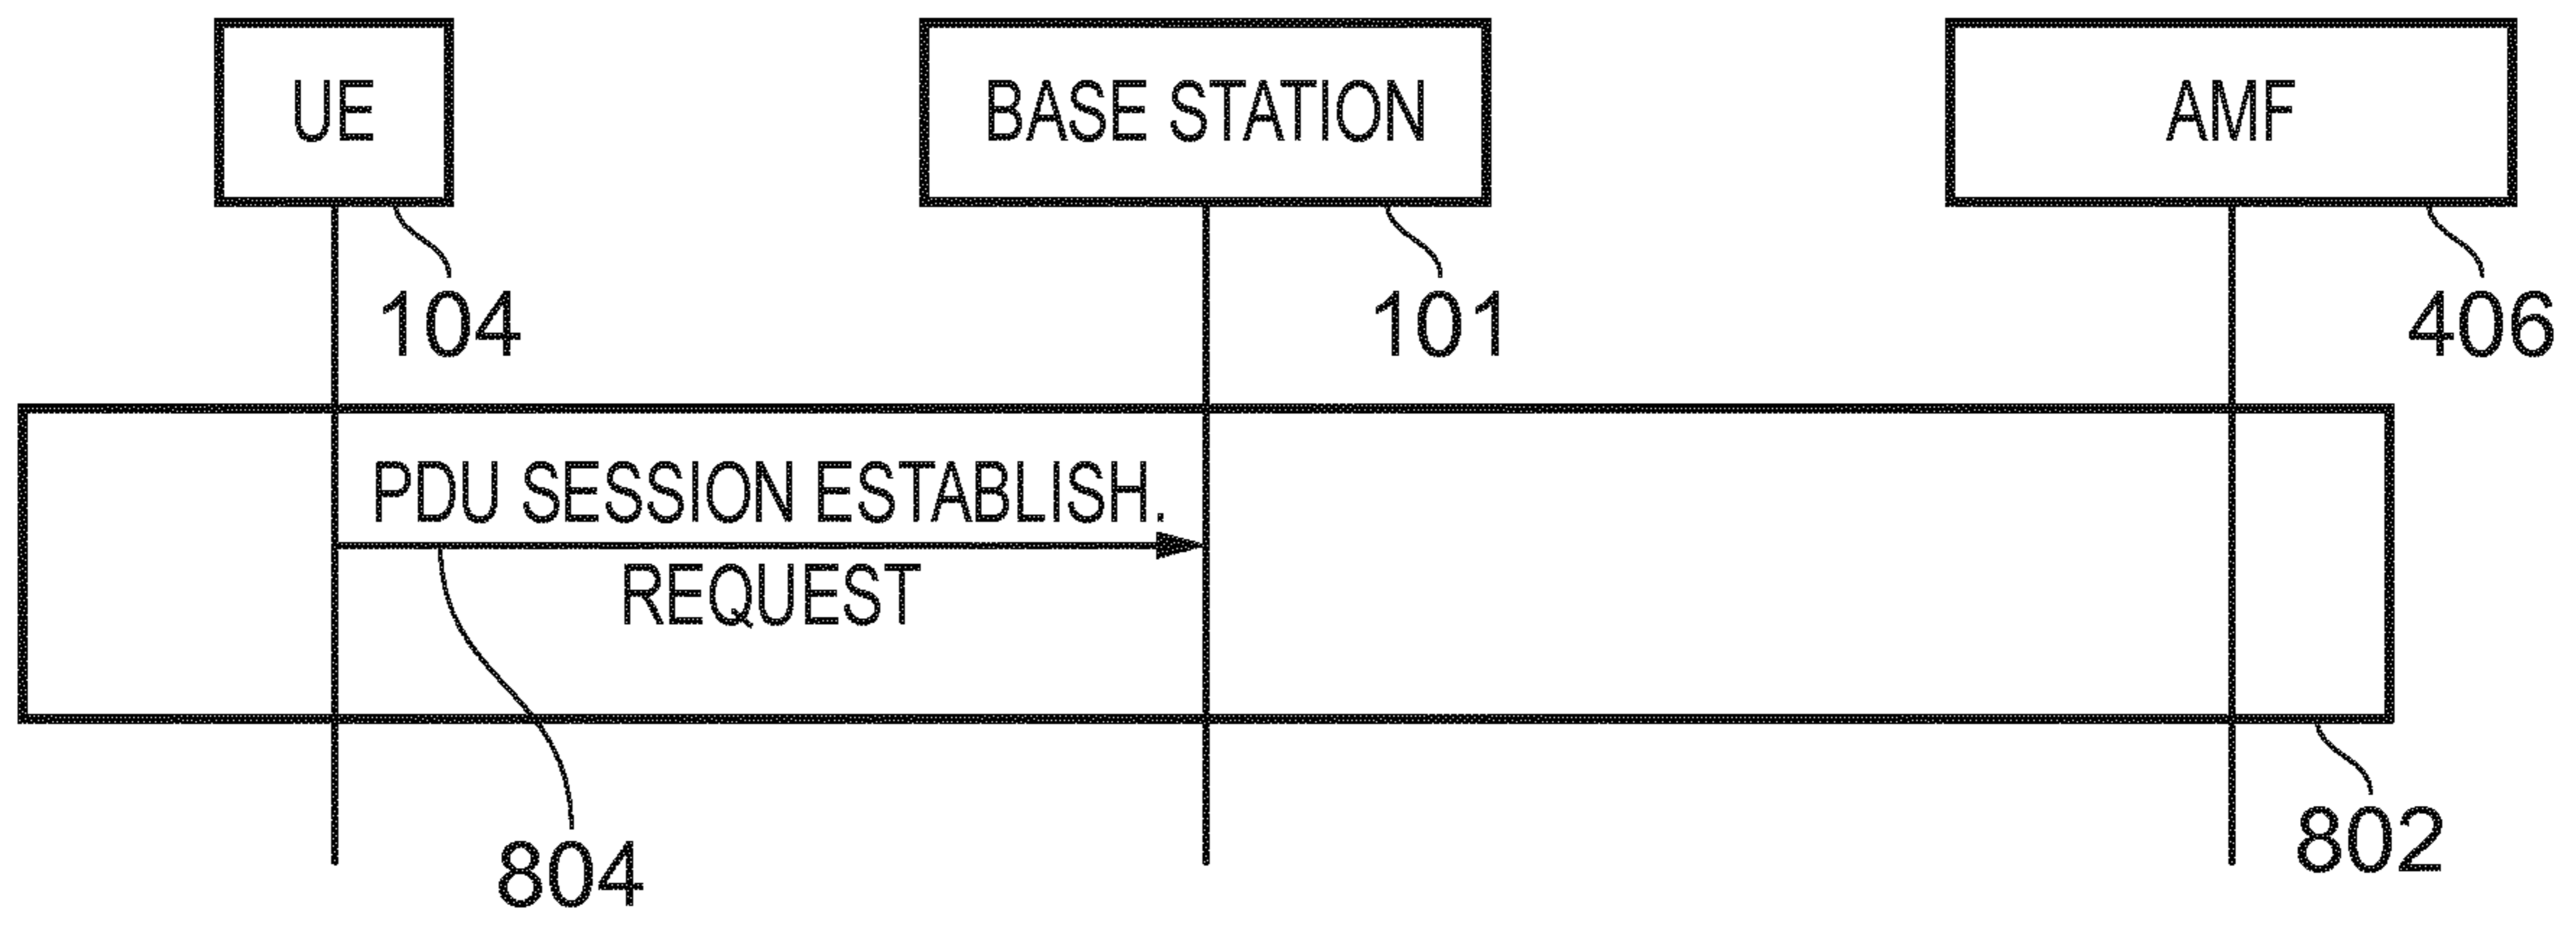 UE
BASE STATION
AMF
104
101
406
PDU SESSION ESTABLISH.
REQUEST
802
804